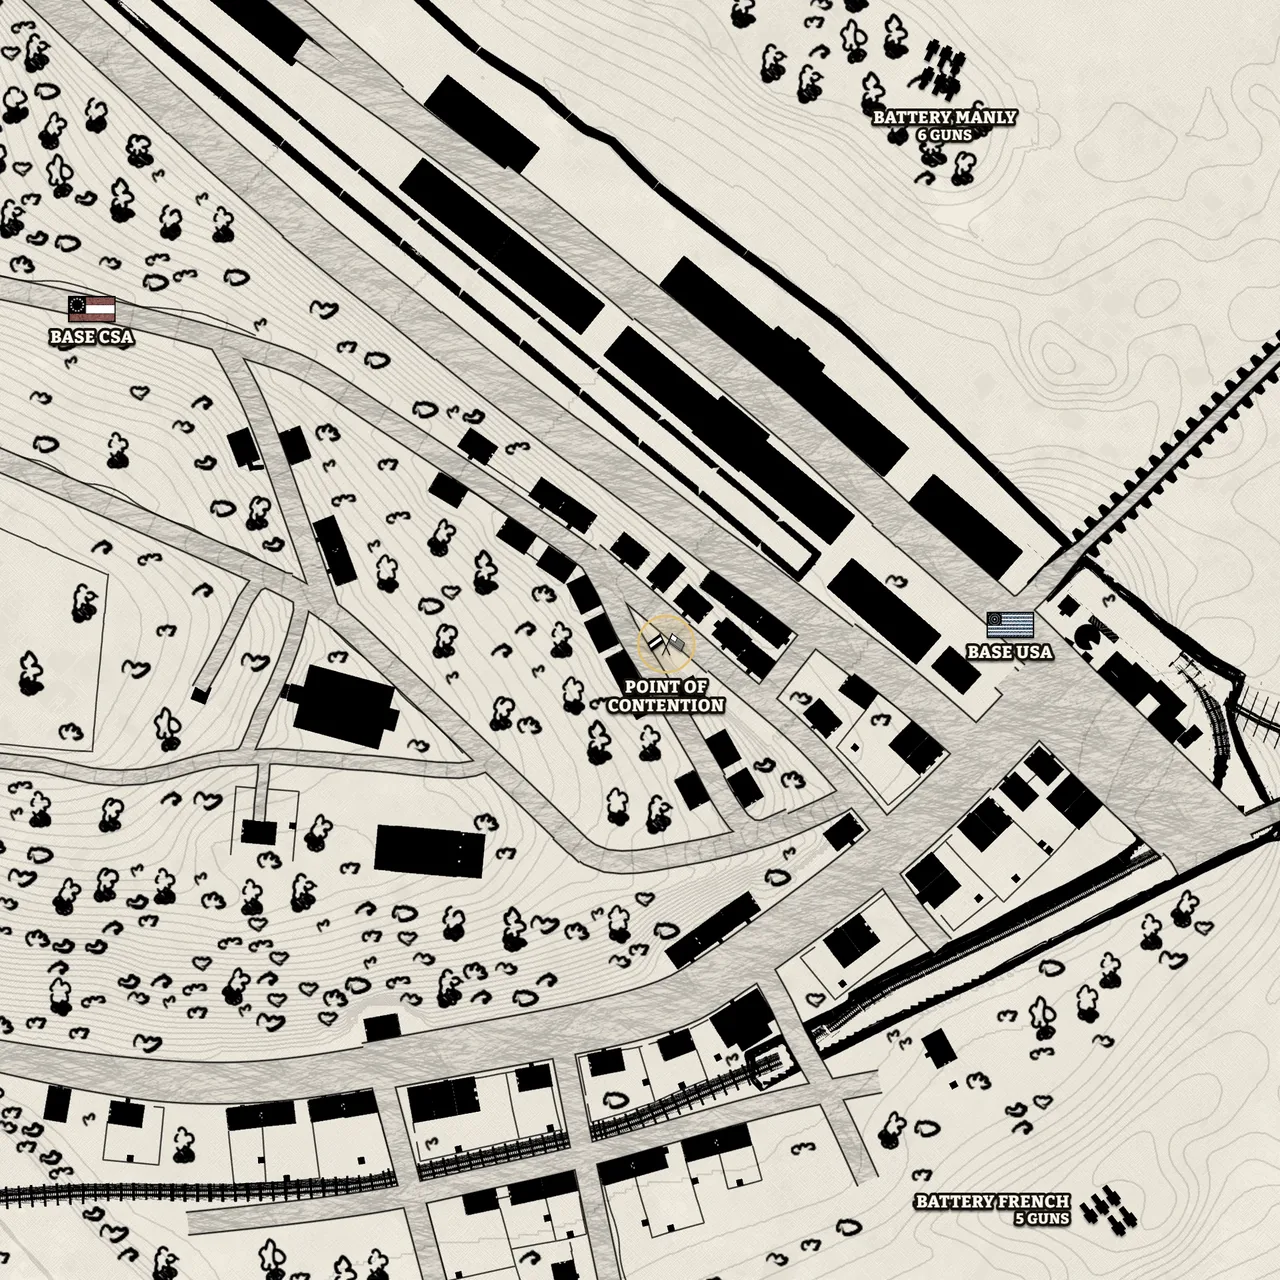 BATTERY MANLY
6 GUNS
BASE CSA
BASE USA
POINT OF
CONTENTION
BATTERY FRENCH
5 GUNS